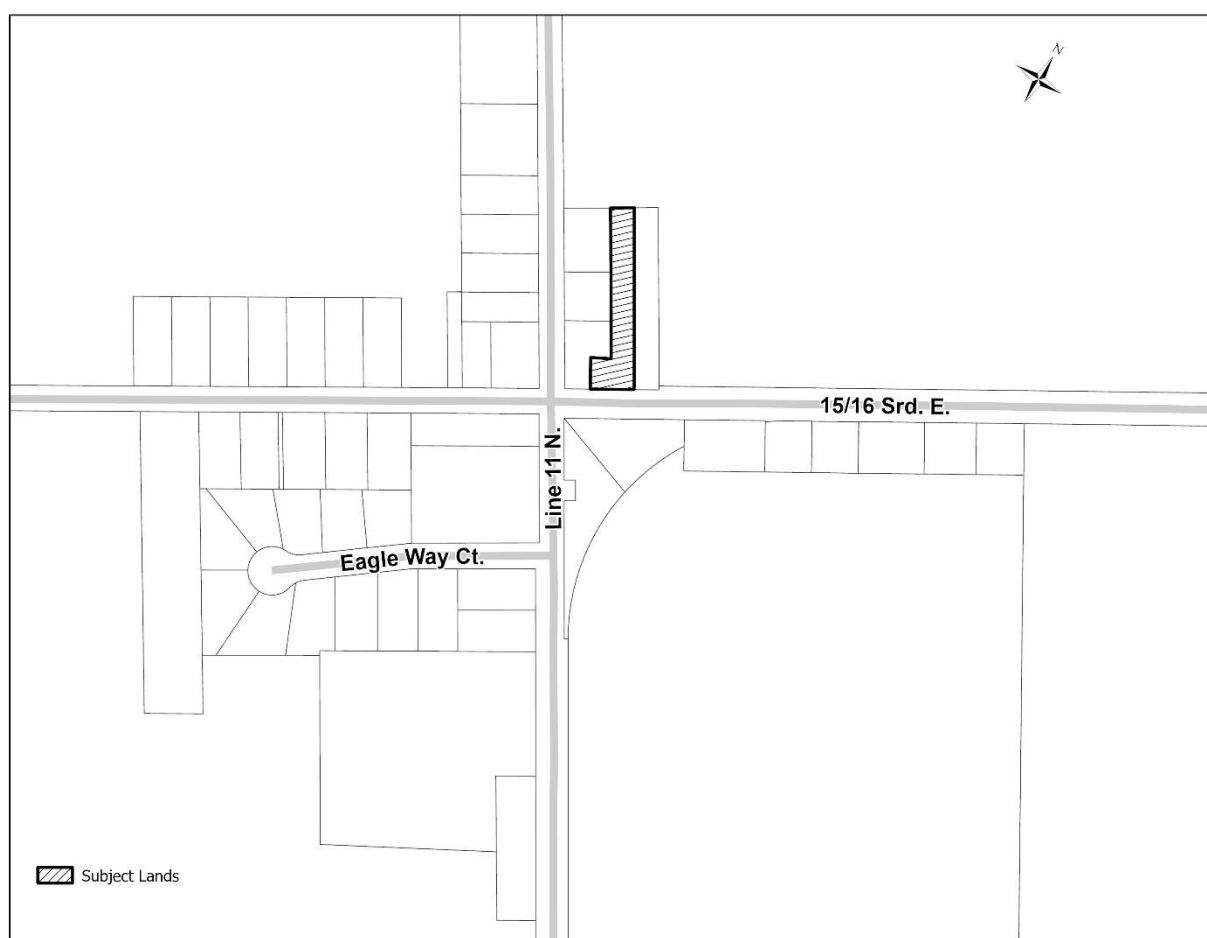 N
15/16 Srd. E.
Line 11 N.
Eagle Way Ct.
Subject Lands